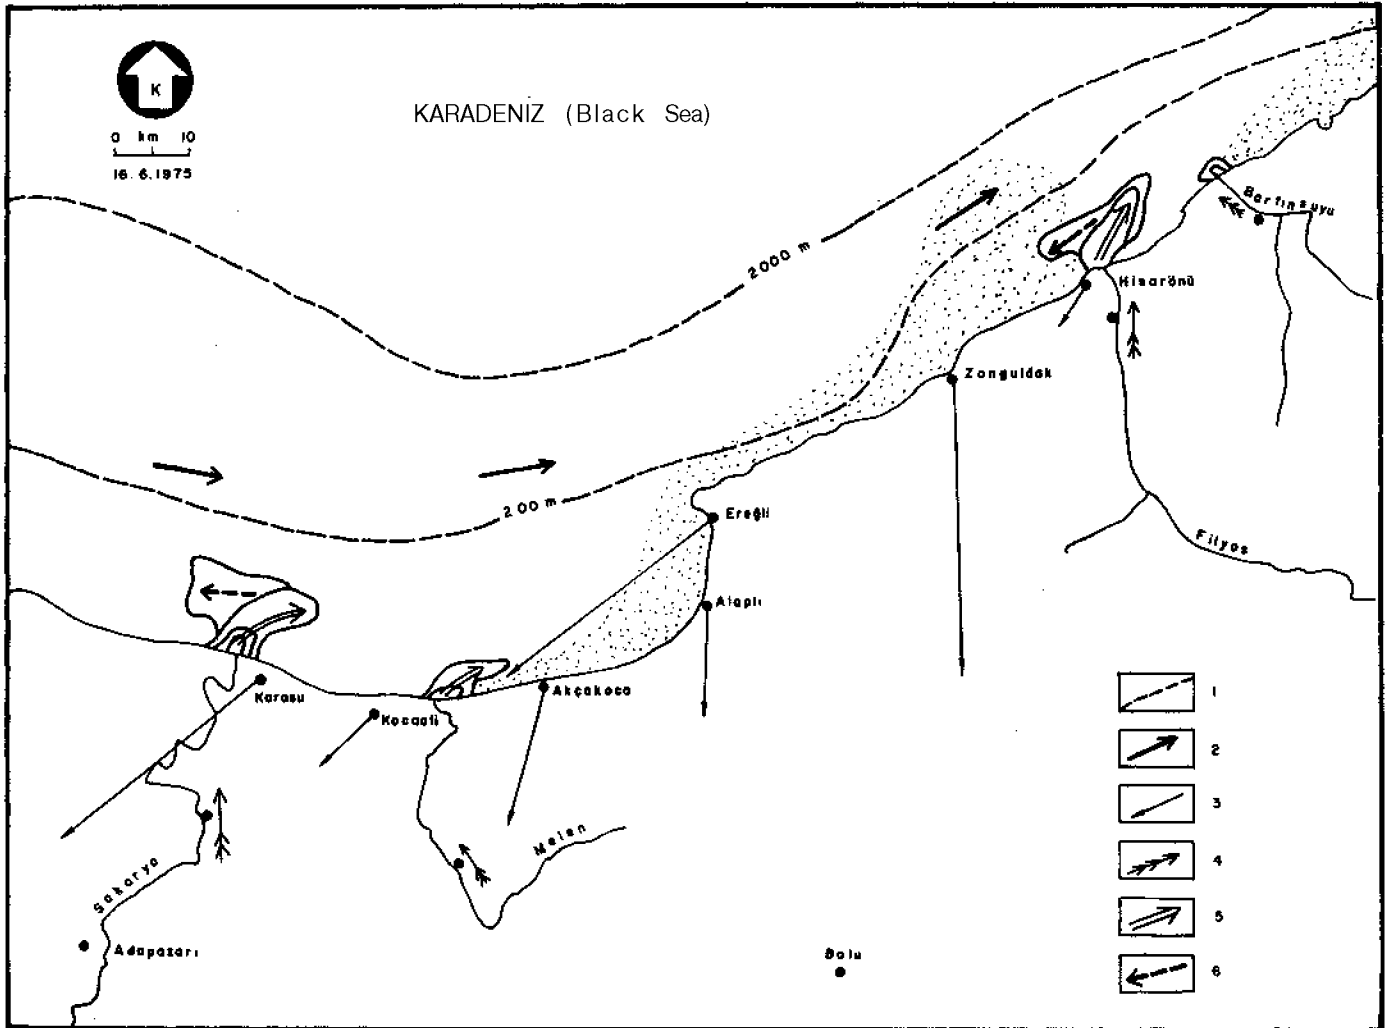 K
KARADENİZ (Black Sea)
0 km 10
16.6.1975
Bartınsuyu
2000 m
Hisarönü
Zonguldak
200 m
Ereğli
Filyos
Alaplı
Karasu
Akçakoca
Kocaali
1
2
3
Melen
4
Sakarya
5
Adapazarı
Bolu
6